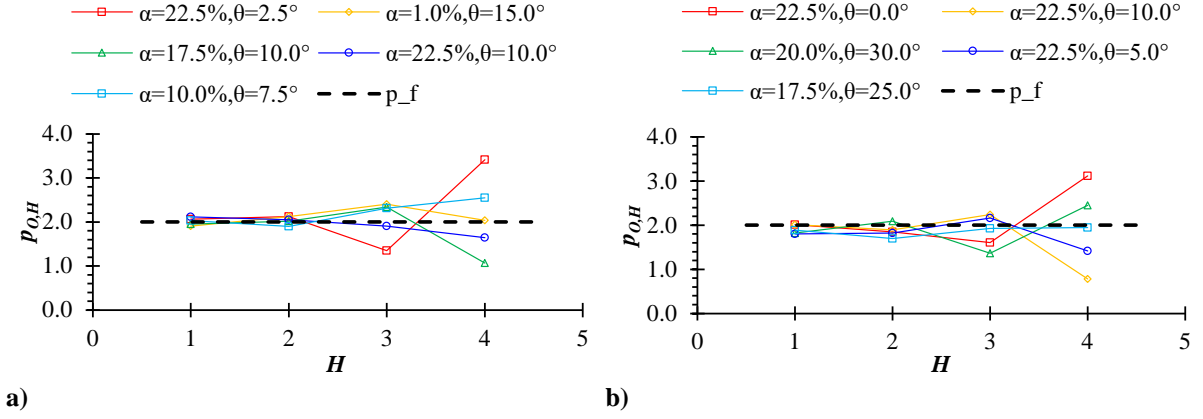 α=22.5%,θ=2.5° α=1.0%,θ=15.0°
α=17.5%,θ=10.0° α=22.5%,θ=10.0°
α=10.0%,θ=7.5° p_f
4.0
3.0
2.0
1.0
0.0
p_O,H
0 1 2 3 4 5
H
a)
α=22.5%,θ=0.0° α=22.5%,θ=10.0°
α=20.0%,θ=30.0° α=22.5%,θ=5.0°
α=17.5%,θ=25.0° p_f
4.0
3.0
2.0
1.0
0.0
p_O,H
0 1 2 3 4 5
H
b)